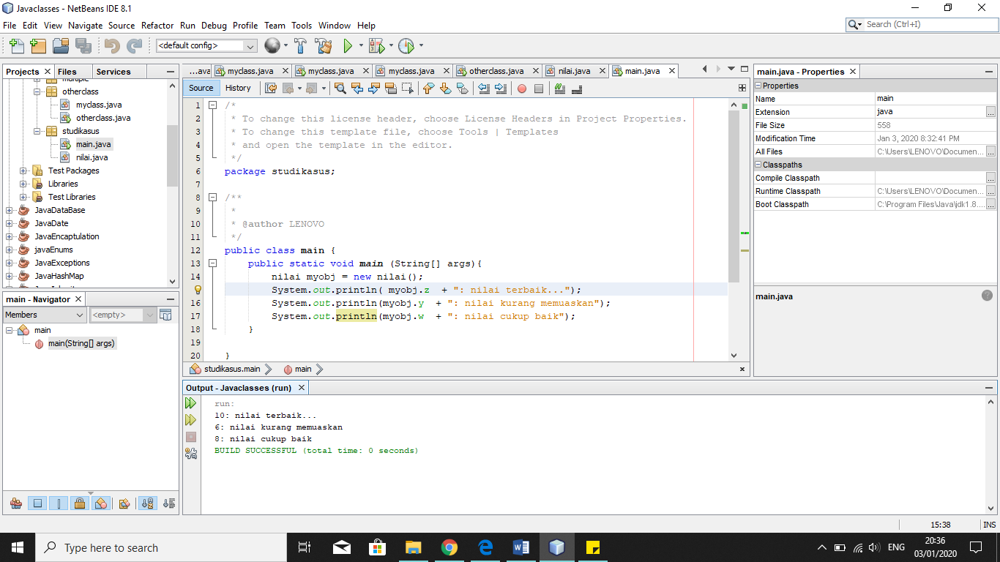 Javaclasses - NetBeans IDE 8.1
File Edit View Navigate Source Refactor Run Debug Profile Team Tools Window Help
Search (Ctrl+I)
<default config>
Projects Files Services
otherclass
myclass.java
otherclass.java
studikasus
main.java
nilai.java
Test Packages
Libraries
Test Libraries
JavaDataBase
JavaDate
JavaEncaptulation
javaEnums
JavaExceptions
JavaHashMap
main - Navigator
Members <empty>
main
main(String[] args)
...ava myclass.java myclass.java myclass.java otherclass.java nilai.java main.java
Source History
1 /*
2 * To change this license header, choose License Headers in Project Properties.
3 * To change this template file, choose Tools | Templates
4 * and open the template in the editor.
5 */
6 package studikasus;
7
8 /**
9 *
10 * @author LENOVO
11 */
12 public class main {
13 public static void main (String[] args){
14 nilai myobj = new nilai();
System.out.println( myobj.z + ": nilai terbaik...");
16 System.out.println(myobj.y + ": nilai kurang memuaskan");
17 System.out.println(myobj.w + ": nilai cukup baik");
18 }
19
20 }
studikasus.main main
main.java - Properties
Properties
Name main
Extension java
File Size 558
Modification Time Jan 3, 2020 8:32:41 PM
All Files C:\Users\LENOVO\Documen...
Classpaths
Compile Classpath
Runtime Classpath C:\Users\LENOVO\Documen...
Boot Classpath C:\Program Files\Java\jdk1.8....
main.java
Output - Javaclasses (run)
run:
10: nilai terbaik...
6: nilai kurang memuaskan
8: nilai cukup baik
BUILD SUCCESSFUL (total time: 0 seconds)
15:38 INS
Type here to search
ENG
20:36
03/01/2020